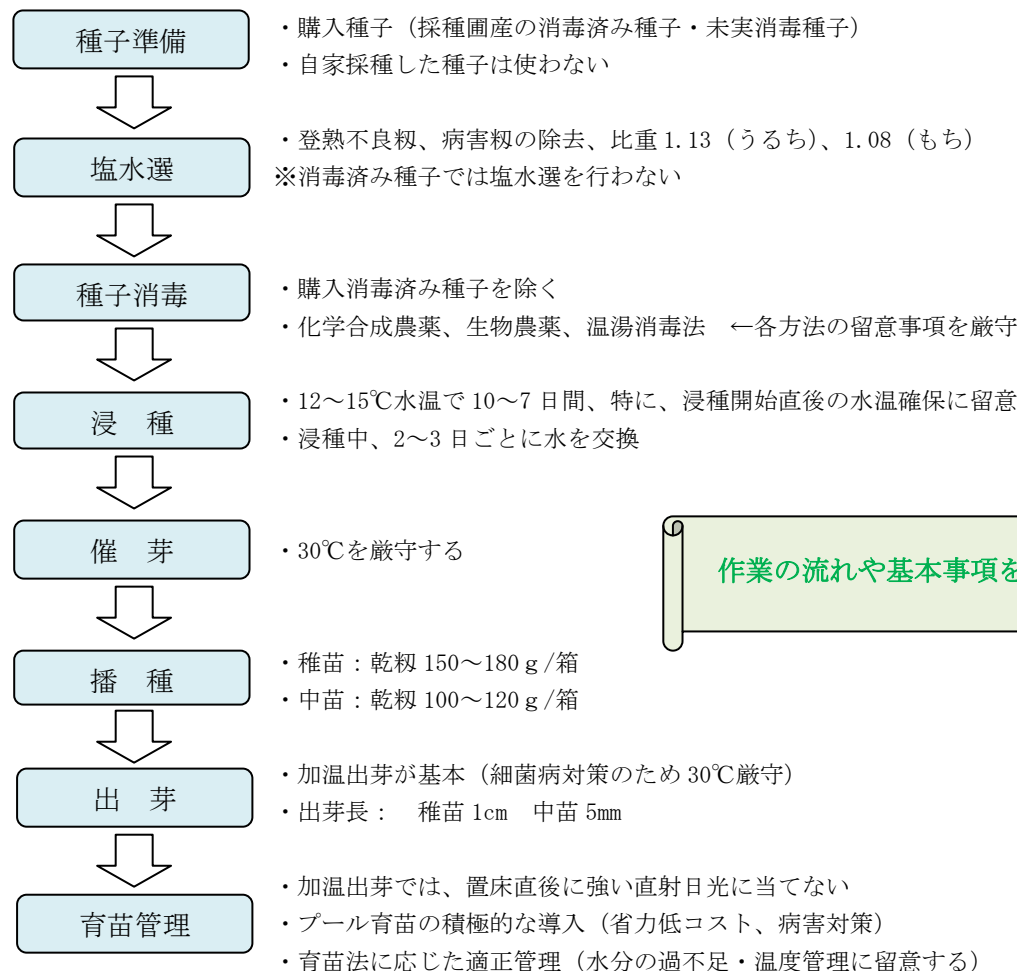 種子準備
・購入種子（採種圃産の消毒済み種子・未実消毒種子）
・自家採種した種子は使わない
塩水選
・登熟不良籾、病害籾の除去、比重 1.13（うるち）、1.08（もち）
※消毒済み種子では塩水選を行わない
種子消毒
・購入消毒済み種子を除く
・化学合成農薬、生物農薬、温湯消毒法　←各方法の留意事項を厳守
浸　種
・12～15℃水温で 10～7 日間、特に、浸種開始直後の水温確保に留意
・浸種中、2～3 日ごとに水を交換
催　芽
・30℃を厳守する
作業の流れや基本事項を
播　種
・稚苗：乾籾 150～180ｇ/箱
・中苗：乾籾 100～120ｇ/箱
出　芽
・加温出芽が基本（細菌病対策のため 30℃厳守）
・出芽長：　稚苗 1cm　中苗 5mm
育苗管理
・加温出芽では、置床直後に強い直射日光に当てない
・プール育苗の積極的な導入（省力低コスト、病害対策）
・育苗法に応じた適正管理（水分の過不足・温度管理に留意する）